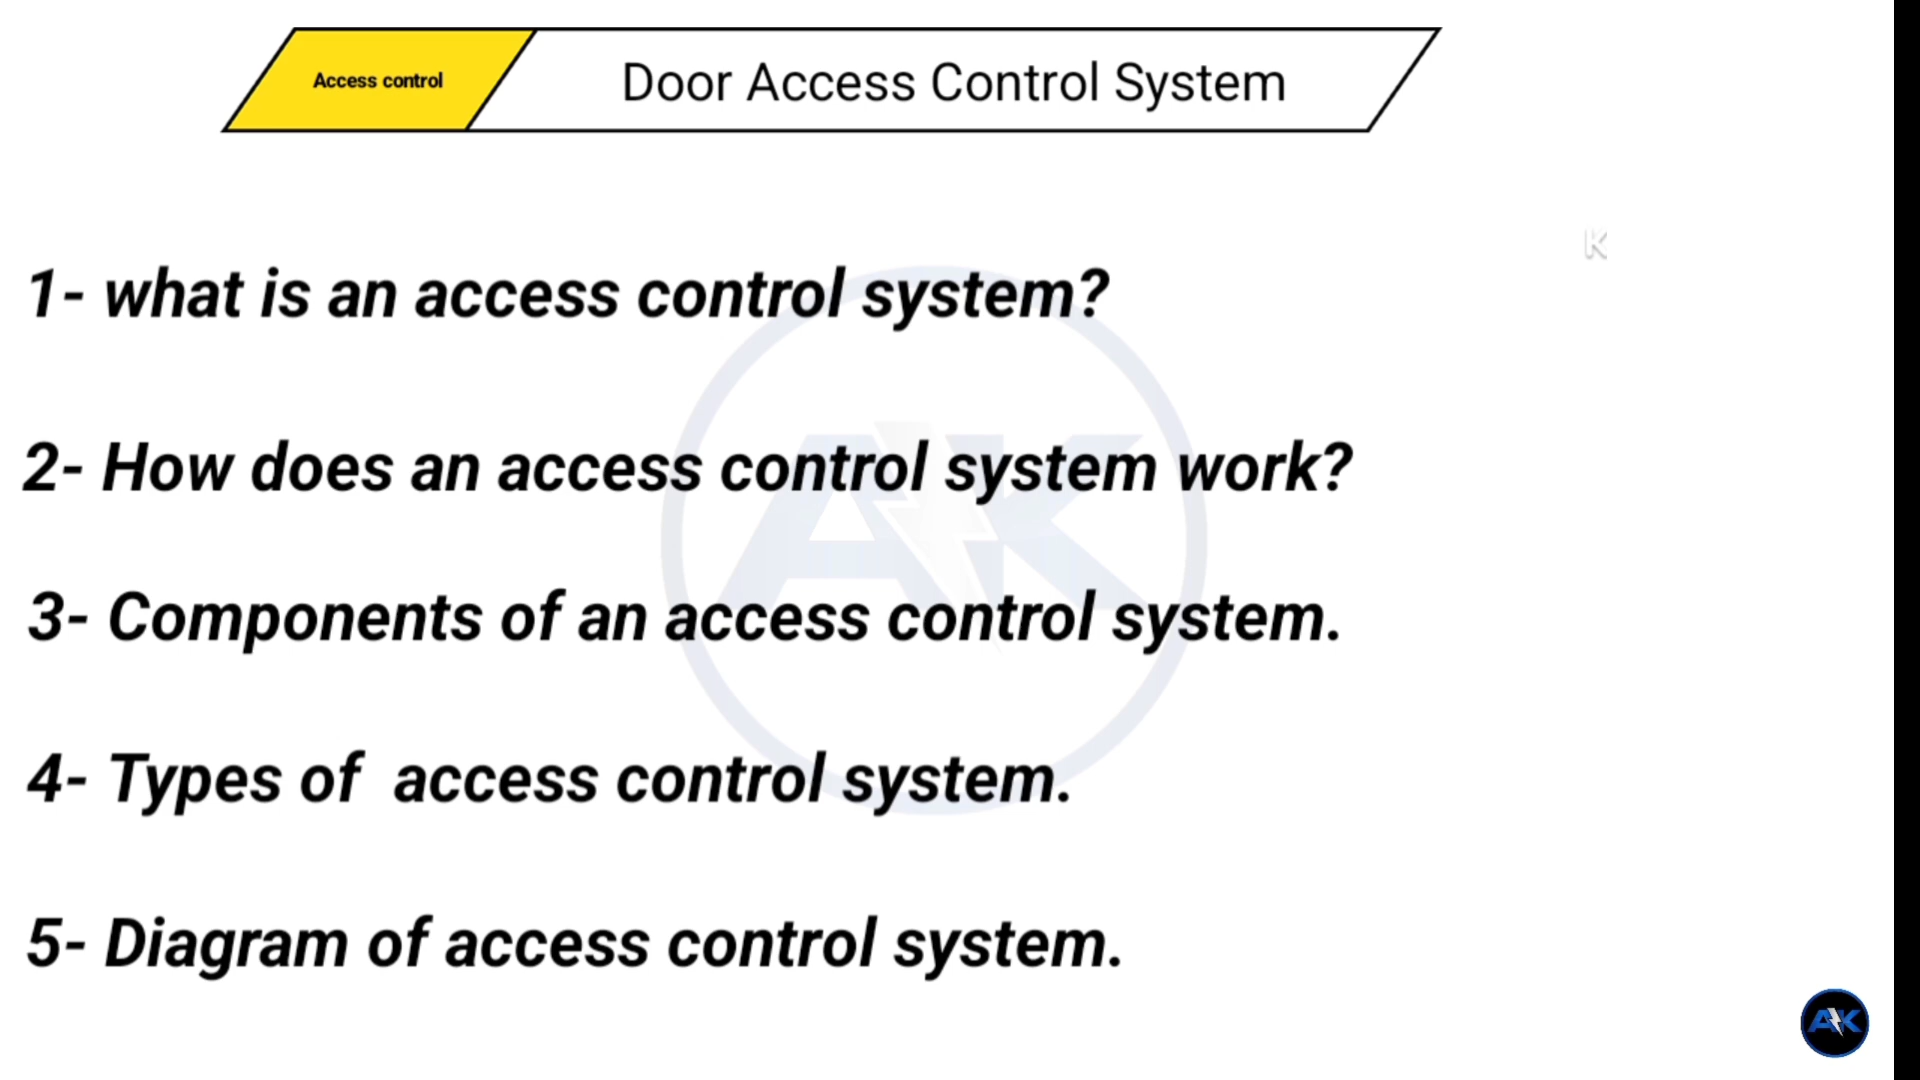 Access control
Door Access Control System
K
1- what is an access control system?
2- How does an access control system work?
3- Components of an access control system.
4- Types of  access control system.
5- Diagram of access control system.
AK
AK